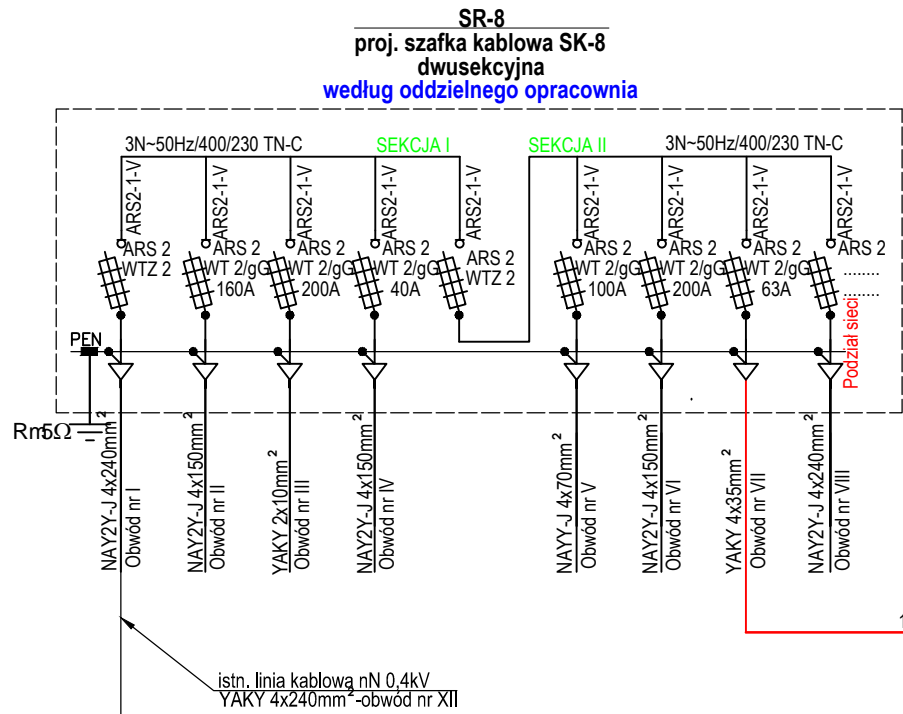 SR-8
proj. szafka kablowa SK-8
dwusekcyjna
według oddzielnego opracownia
3N~50Hz/400/230 TN-C
SEKCJA I
SEKCJA II
3N~50Hz/400/230 TN-C
ARS2-1-V
ARS2-1-V
ARS2-1-V
ARS2-1-V
ARS2-1-V
ARS2-1-V
ARS2-1-V
ARS2-1-V
ARS 2
WTZ 2
ARS 2
WT 2/gG
160A
ARS 2
WT 2/gG
200A
ARS 2
WT 2/gG
40A
ARS 2
WTZ 2
ARS 2
WT 2/gG
100A
ARS 2
WT 2/gG
200A
ARS 2
WT 2/gG
63A
ARS 2
........
........
Podział sieci
PEN
Rm5Ω
NAY2Y-J 4x240mm²
Obwód nr I
NAY2Y-J 4x150mm²
Obwód nr II
YAKY 2x10mm²
Obwód nr III
NAY2Y-J 4x150mm²
Obwód nr IV
NAYY-J 4x70mm²
Obwód nr V
NAY2Y-J 4x150mm²
Obwód nr VI
YAKY 4x35mm²
Obwód nr VII
NAY2Y-J 4x240mm²
Obwód nr VIII
1
istn. linia kablowa nN 0,4kV
YAKY 4x240mm²-obwód nr XII